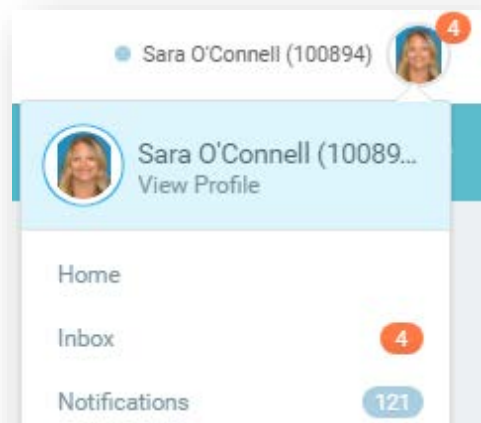 4
Sara O'Connell (100894)
Sara O'Connell (10089...
View Profile
Home
Inbox 4
Notifications 121